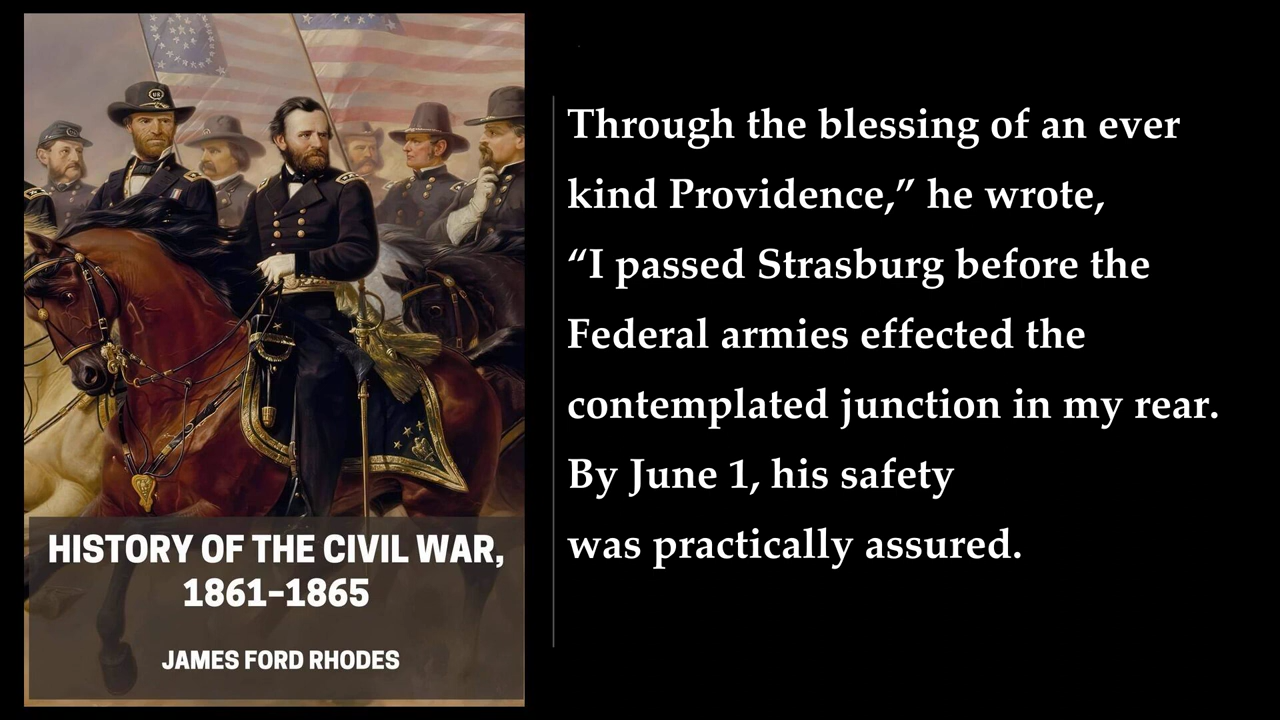 HISTORY OF THE CIVIL WAR,
1861–1865
JAMES FORD RHODES
Through the blessing of an ever
kind Providence,” he wrote,
“I passed Strasburg before the
Federal armies effected the
contemplated junction in my rear.
By June 1, his safety
was practically assured.